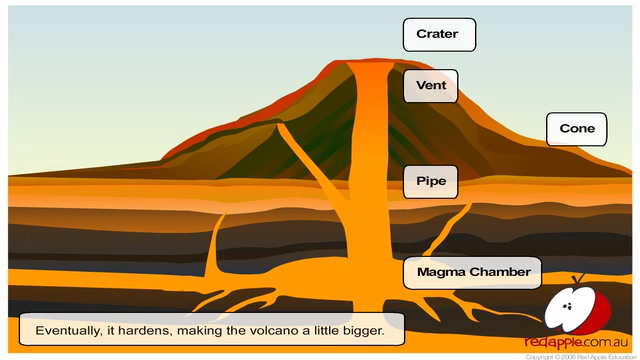 Crater
Vent
Cone
Pipe
Magma Chamber
Eventually, it hardens, making the volcano a little bigger.
redapple.com.au
Copyright © 2006 Red Apple Education